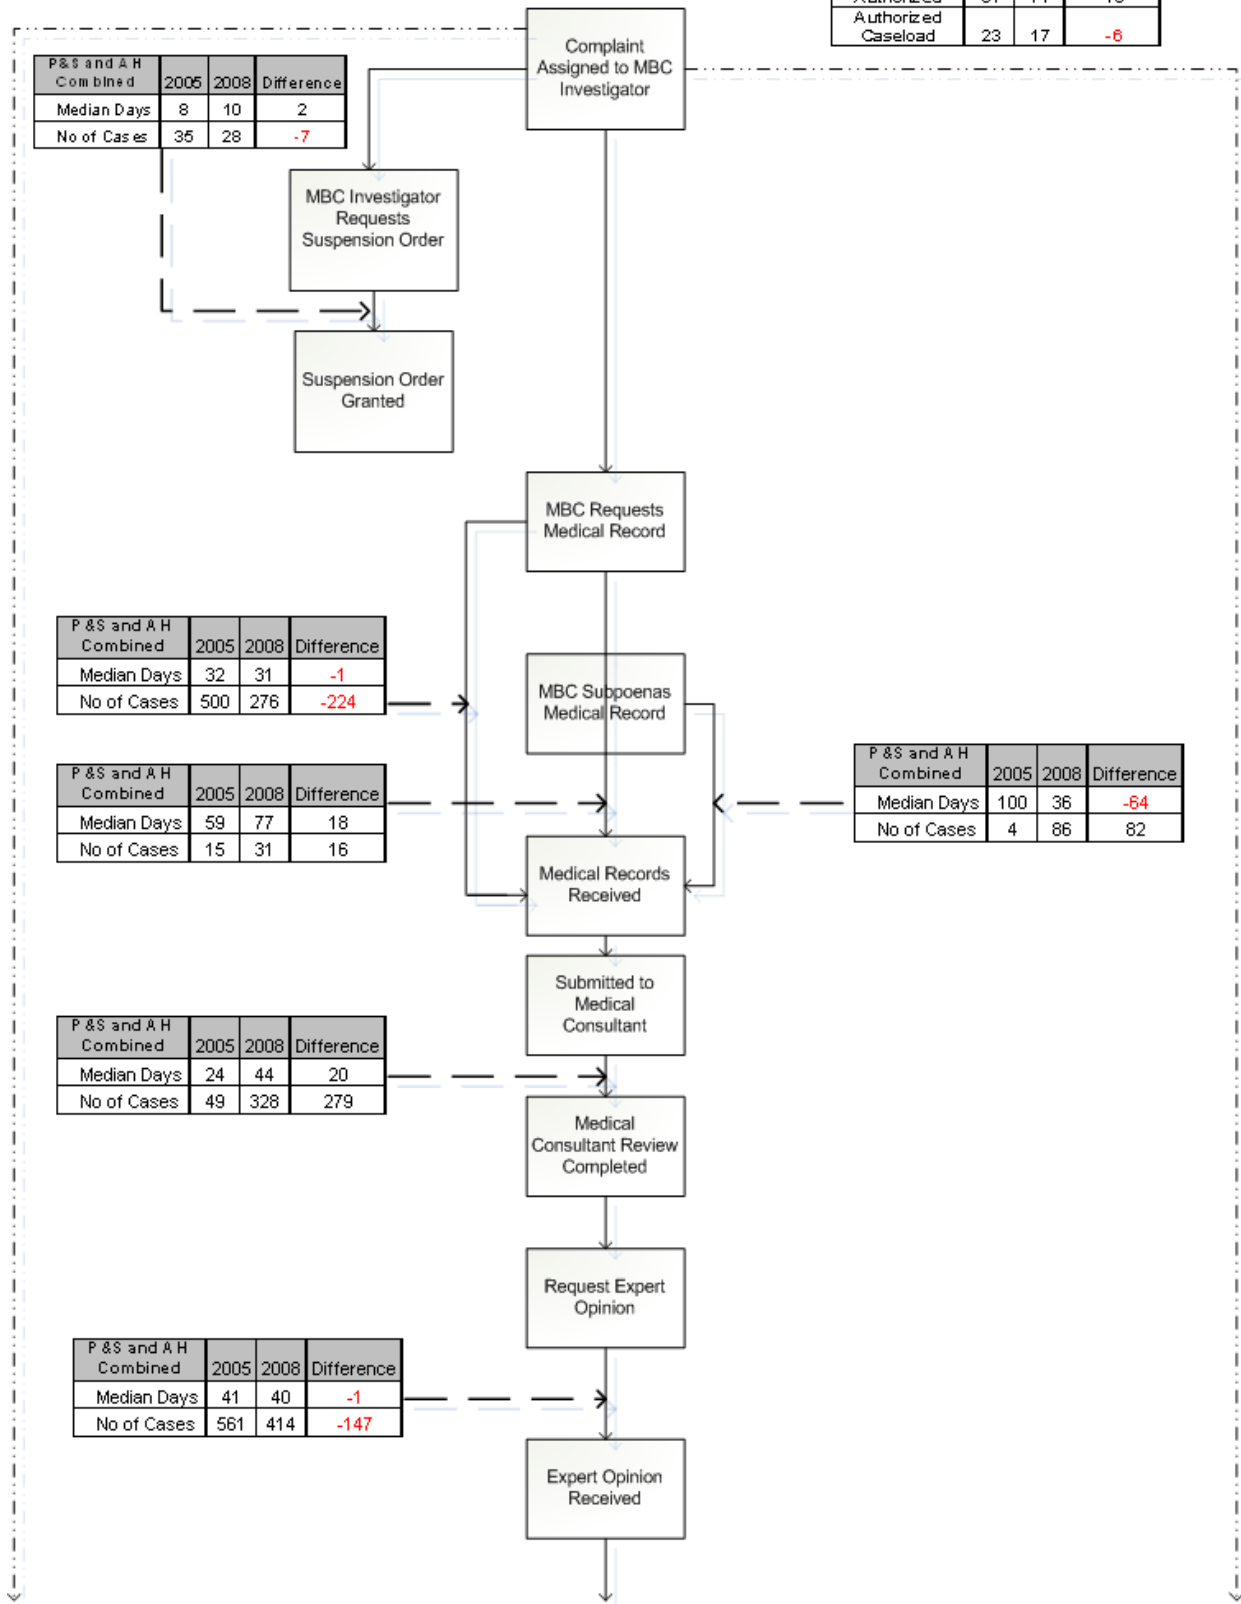 Authorized
Caseload 23 17 -6
Complaint
Assigned to MBC
Investigator
P&S and A H
Combined 2005 2008 Difference
Median Days 8 10 2
No of Cases 35 28 -7
MBC Investigator
Requests
Suspension Order
Suspension Order
Granted
MBC Requests
Medical Record
P &S and A H
Combined 2005 2008 Difference
Median Days 32 31 -1
No of Cases 500 276 -224
MBC Subpoenas
Medical Record
P &S and A H
Combined 2005 2008 Difference
Median Days 59 77 18
No of Cases 15 31 16
P &S and A H
Combined 2005 2008 Difference
Median Days 100 36 -64
No of Cases 4 86 82
Medical Records
Received
Submitted to
Medical
Consultant
P &S and A H
Combined 2005 2008 Difference
Median Days 24 44 20
No of Cases 49 328 279
Medical
Consultant Review
Completed
Request Expert
Opinion
P &S and A H
Combined 2005 2008 Difference
Median Days 41 40 -1
No of Cases 561 414 -147
Expert Opinion
Received